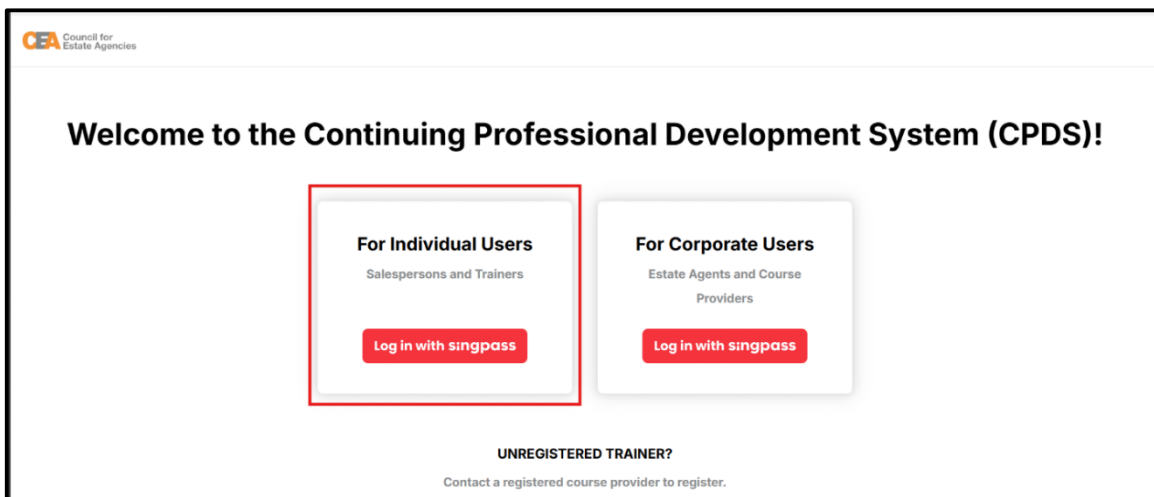 CEA Council for
Estate Agencies
Welcome to the Continuing Professional Development System (CPDS)!
For Individual Users
Salespersons and Trainers
Log in with singpass
For Corporate Users
Estate Agents and Course
Providers
Log in with singpass
UNREGISTERED TRAINER?
Contact a registered course provider to register.